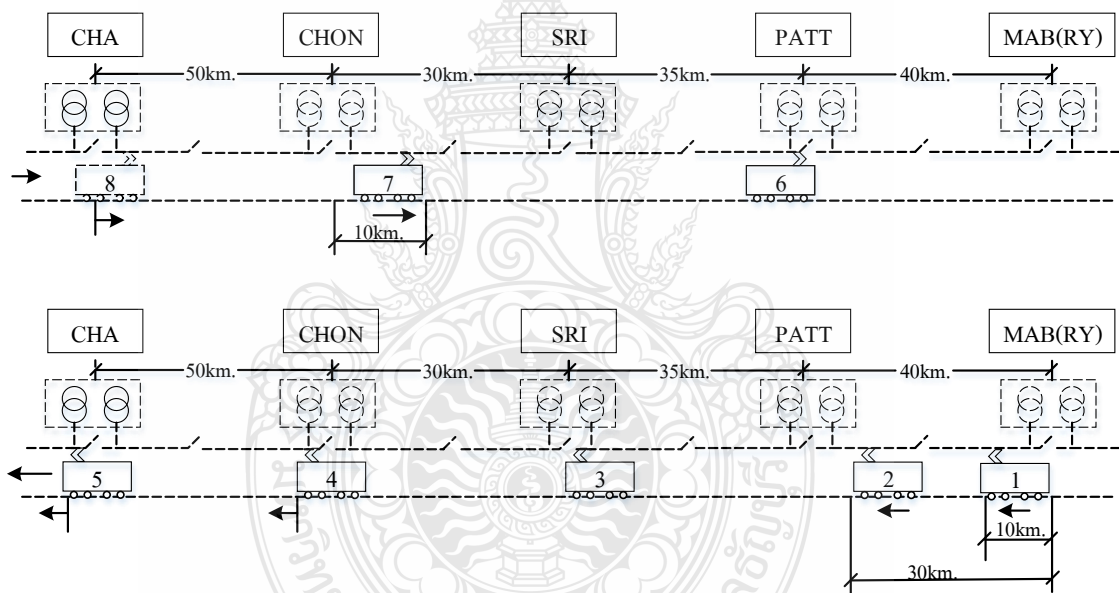 CHA CHON SRI PATT MAB(RY)
50km. 30km. 35km. 40km.
8 7 6
10km.
CHA CHON SRI PATT MAB(RY)
50km. 30km. 35km. 40km.
5 4 3 2 1
10km.
30km.